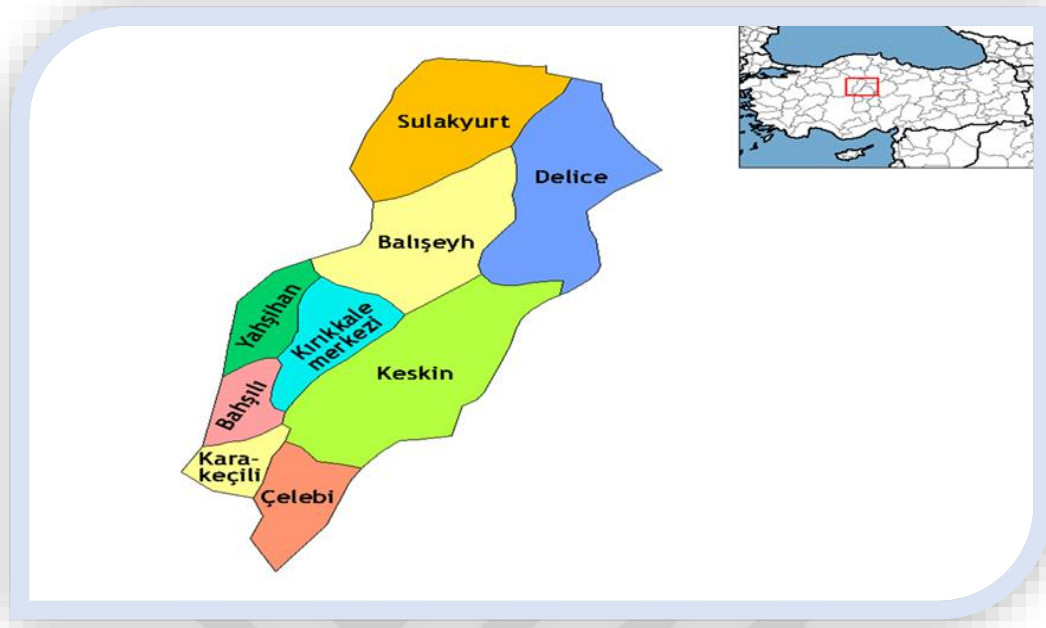 Sulakyurt
Delice
Balışeyh
Yahşihan
Kırıkkale
merkezi
Keskin
Bahşılı
Kara-
keçili
Çelebi